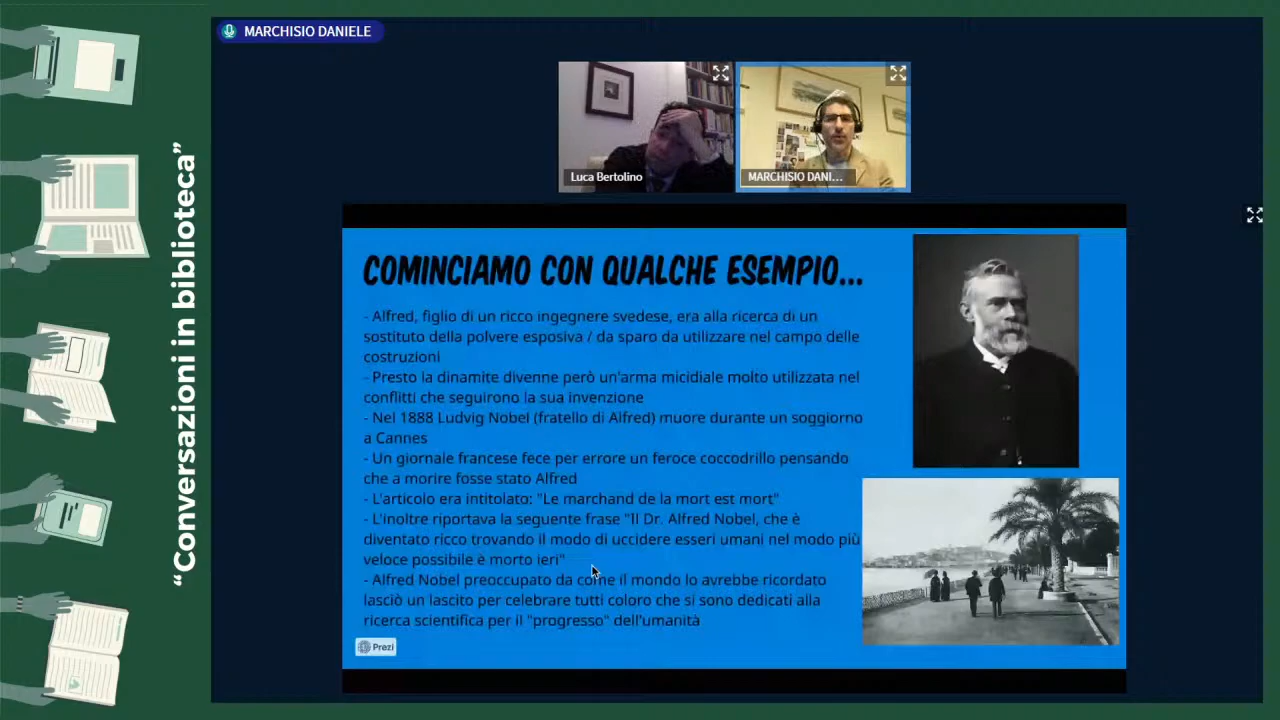 MARCHISIO DANIELE
Luca Bertolino
MARCHISIO DANI...
"Conversazioni in biblioteca"
COMINCIAMO CON QUALCHE ESEMPIO...
- Alfred, figlio di un ricco ingegnere svedese, era alla ricerca di un
sostituto della polvere esposiva / da sparo da utilizzare nel campo delle
costruzioni
- Presto la dinamite divenne però un'arma micidiale molto utilizzata nel
conflitti che seguirono la sua invenzione
- Nel 1888 Ludvig Nobel (fratello di Alfred) muore durante un soggiorno
a Cannes
- Un giornale francese fece per errore un feroce coccodrillo pensando
che a morire fosse stato Alfred
- L'articolo era intitolato: "Le marchand de la mort est mort"
- L'inoltre riportava la seguente frase "Il Dr. Alfred Nobel, che è
diventato ricco trovando il modo di uccidere esseri umani nel modo più
veloce possibile è morto ieri"
- Alfred Nobel preoccupato da come il mondo lo avrebbe ricordato
lasciò un lascito per celebrare tutti coloro che si sono dedicati alla
ricerca scientifica per il "progresso" dell'umanità
Prezi